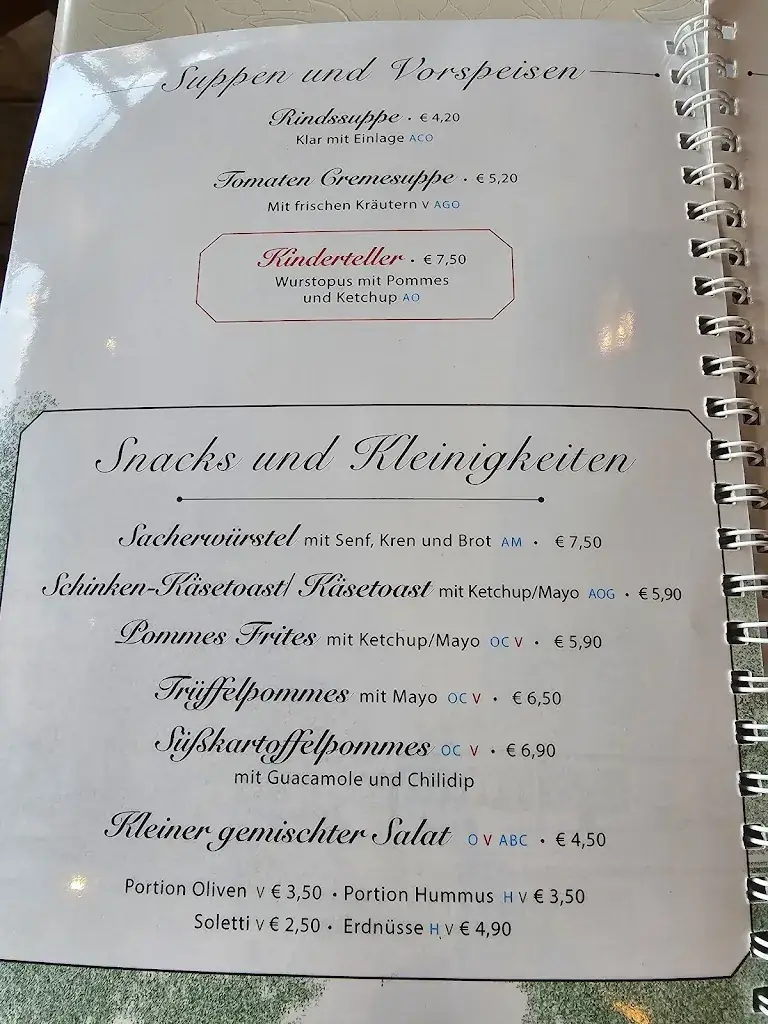 Suppen und Vorspeisen
Rindssuppe · € 4,20
Klar mit Einlage ACO
Tomaten Cremesuppe · € 5,20
Mit frischen Kräutern V AGO
Kinderteller · € 7,50
Wurstopus mit Pommes
und Ketchup AO
Snacks und Kleinigkeiten
Sacherwürstel mit Senf, Kren und Brot AM · € 7,50
Schinken-Käsetoast/ Käsetoast mit Ketchup/Mayo AOG · € 5,90
Pommes Frites mit Ketchup/Mayo OC V · € 5,90
Trüffelpommes mit Mayo OC V · € 6,50
Süßkartoffelpommes OC V · € 6,90
mit Guacamole und Chilidip
Kleiner gemischter Salat O V ABC · € 4,50
Portion Oliven V € 3,50 · Portion Hummus H V € 3,50
Soletti V € 2,50 · Erdnüsse H, V € 4,90